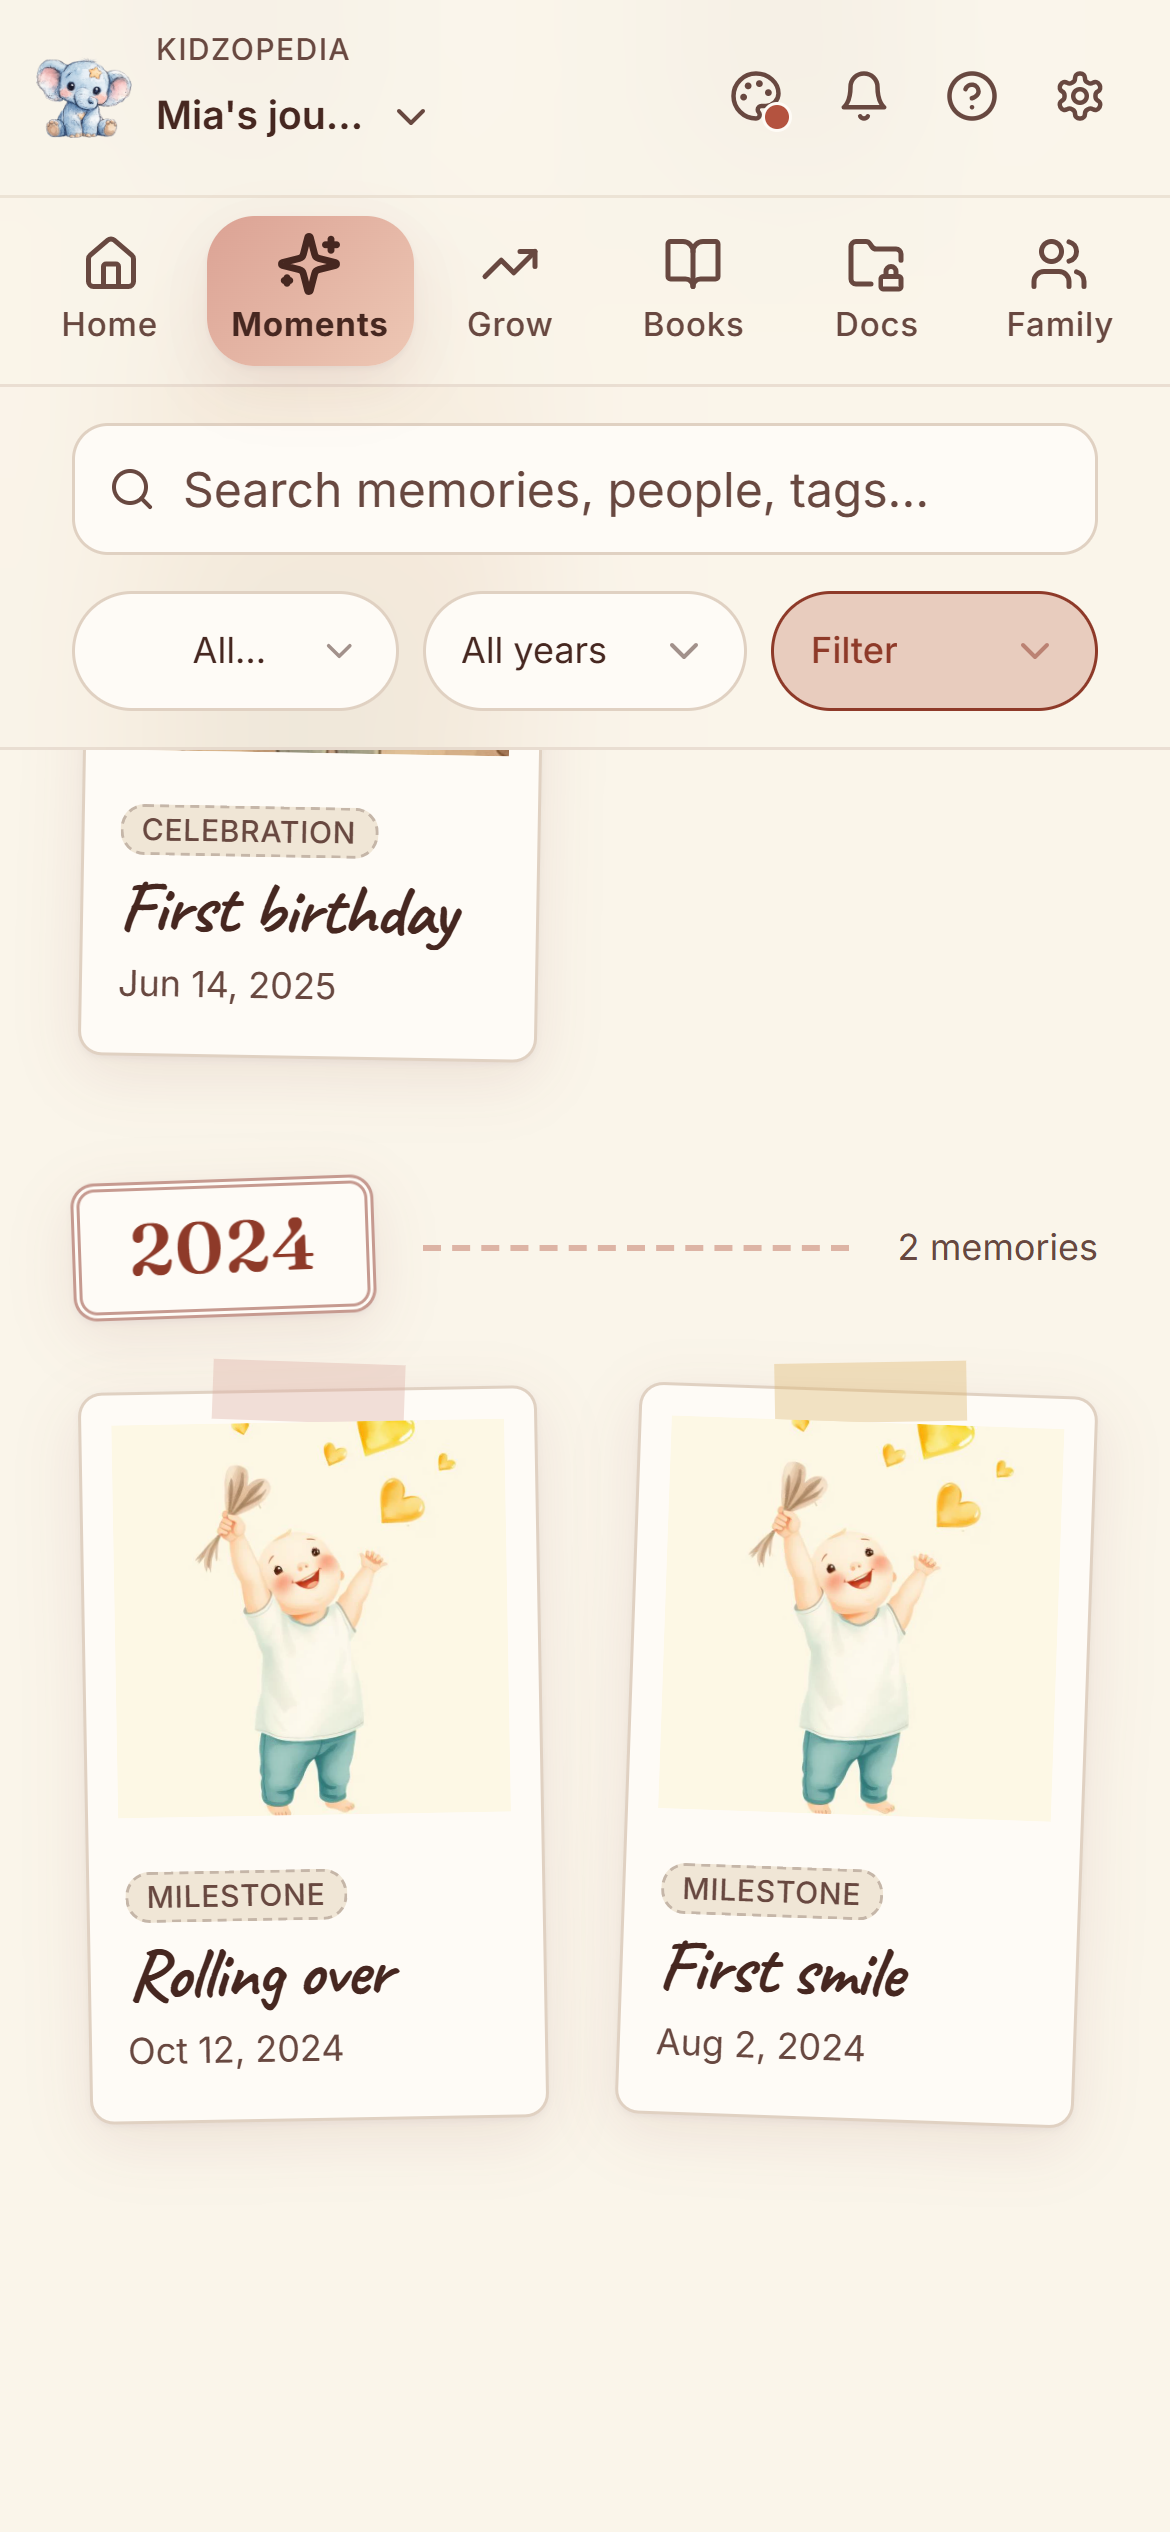 KIDZOPEDIA
Mia's jou...
Home
Moments
Grow
Books
Docs
Family
Search memories, people, tags...
All...
All years
Filter
CELEBRATION
First birthday
Jun 14, 2025
2024
2 memories
MILESTONE
Rolling over
Oct 12, 2024
MILESTONE
First smile
Aug 2, 2024